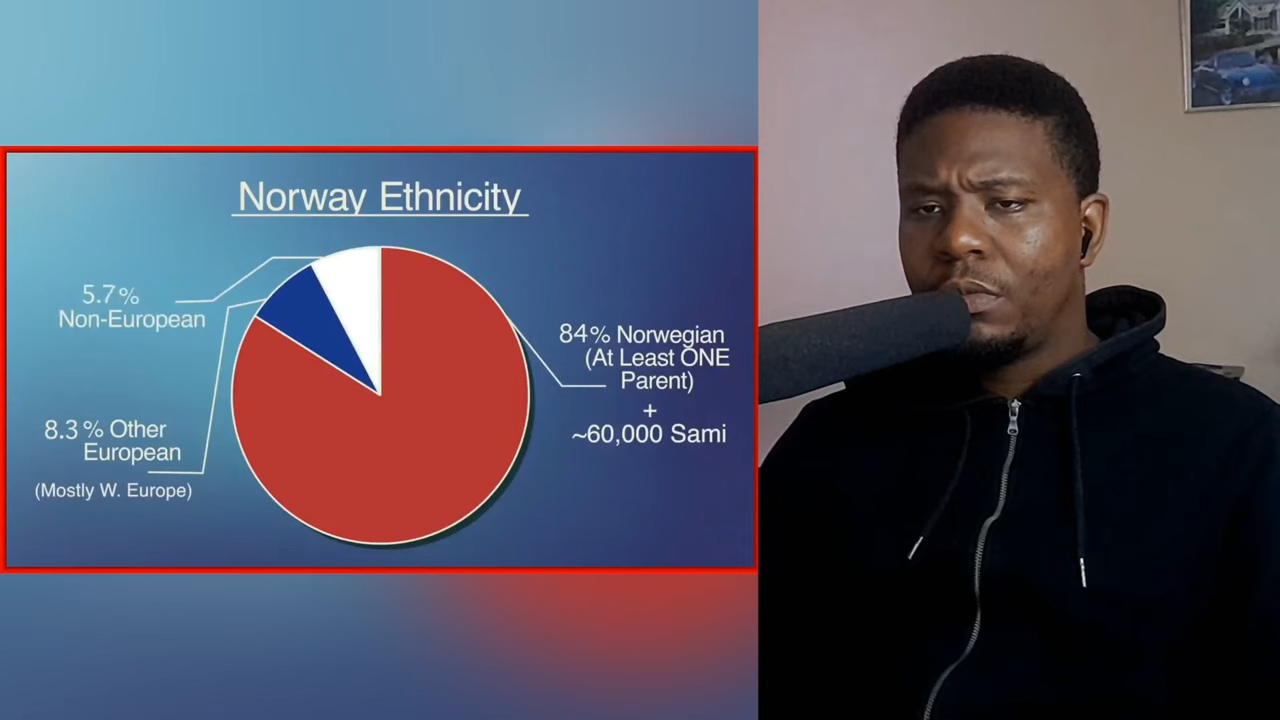 Norway Ethnicity
5.7%
Non-European
84% Norwegian
(At Least ONE
Parent)
+
~60,000 Sami
8.3% Other
European
(Mostly W. Europe)